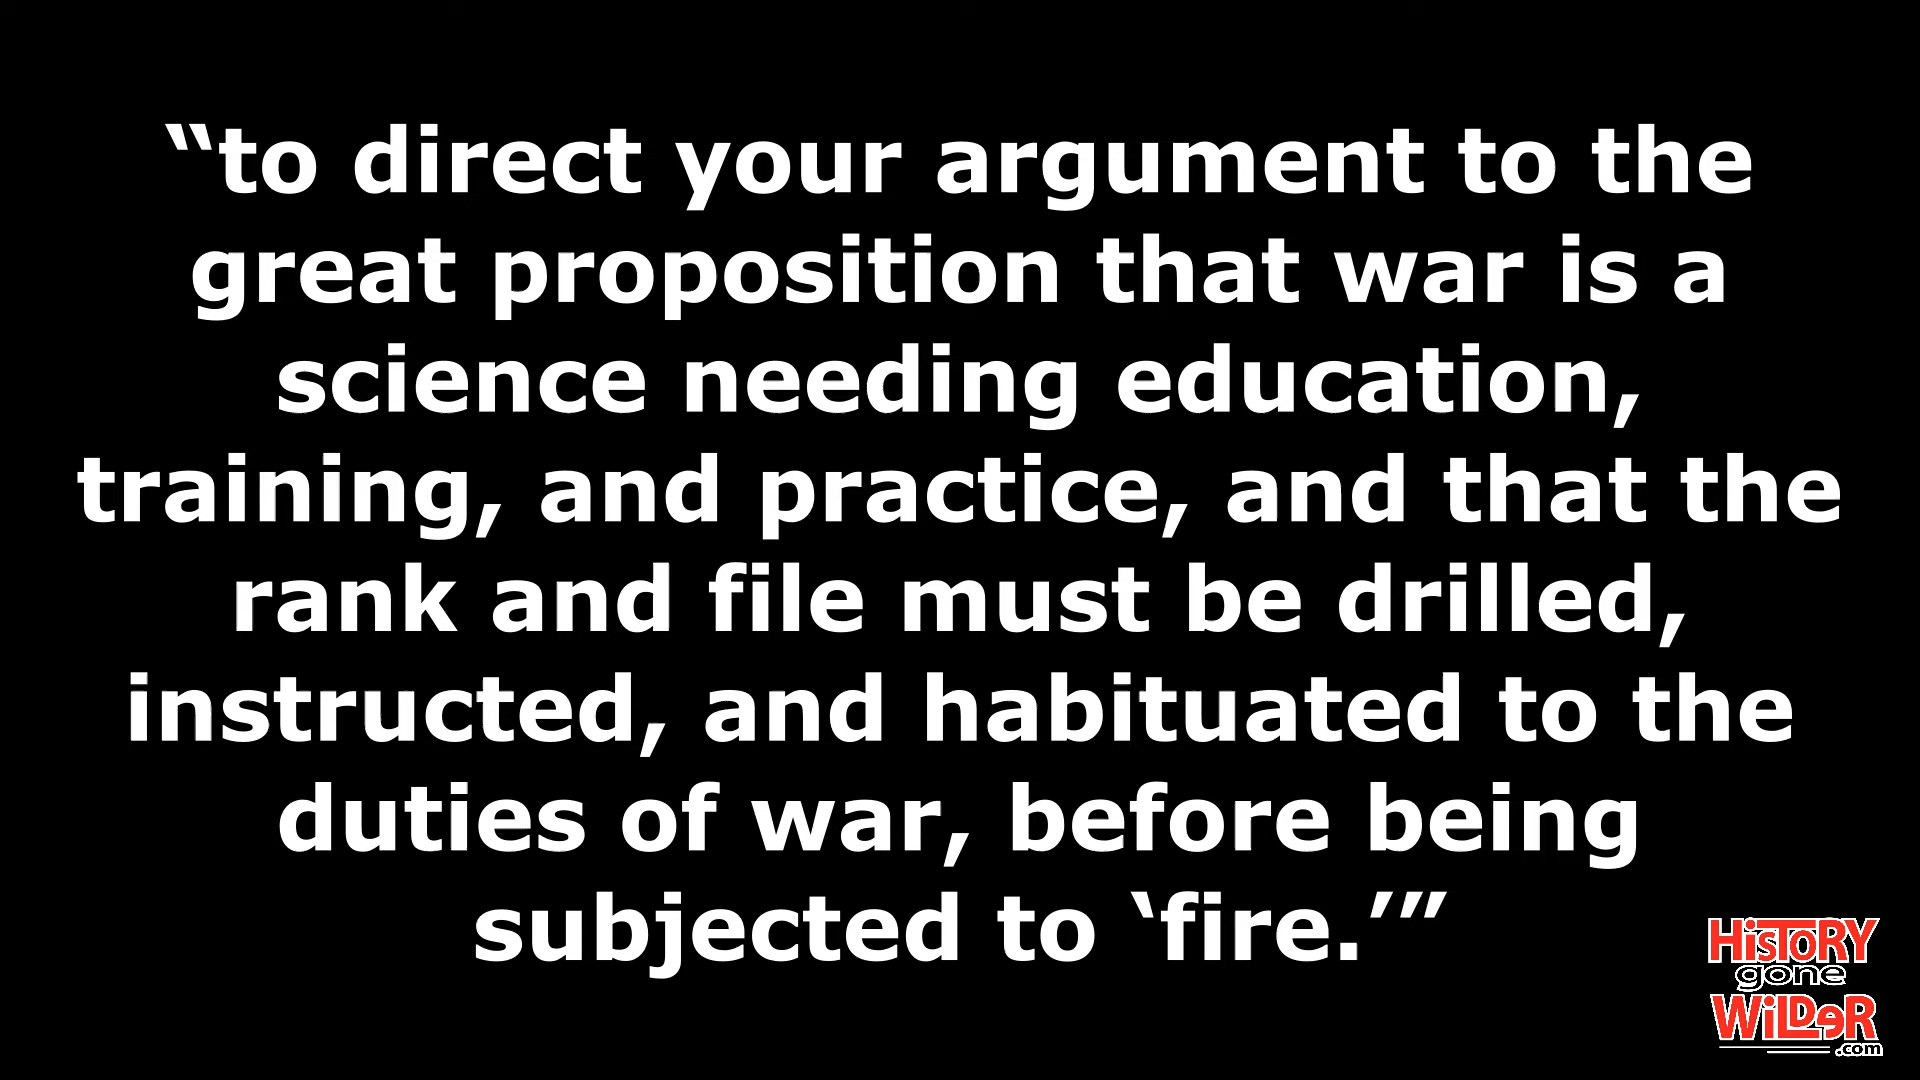 “to direct your argument to the
great proposition that war is a
science needing education,
training, and practice, and that the
rank and file must be drilled,
instructed, and habituated to the
duties of war, before being
subjected to ‘fire.’”
HiSTORY
gone
WiLDeR
.com